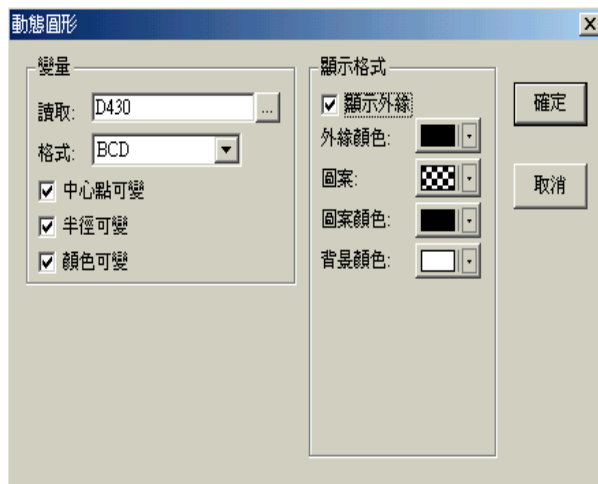 動態圓形
變量
讀取: D430 ...
格式: BCD
中心點可變
半徑可變
顏色可變
顯示格式
顯示外緣
外緣顏色:
圖案:
圖案顏色:
背景顏色:
確定
取消